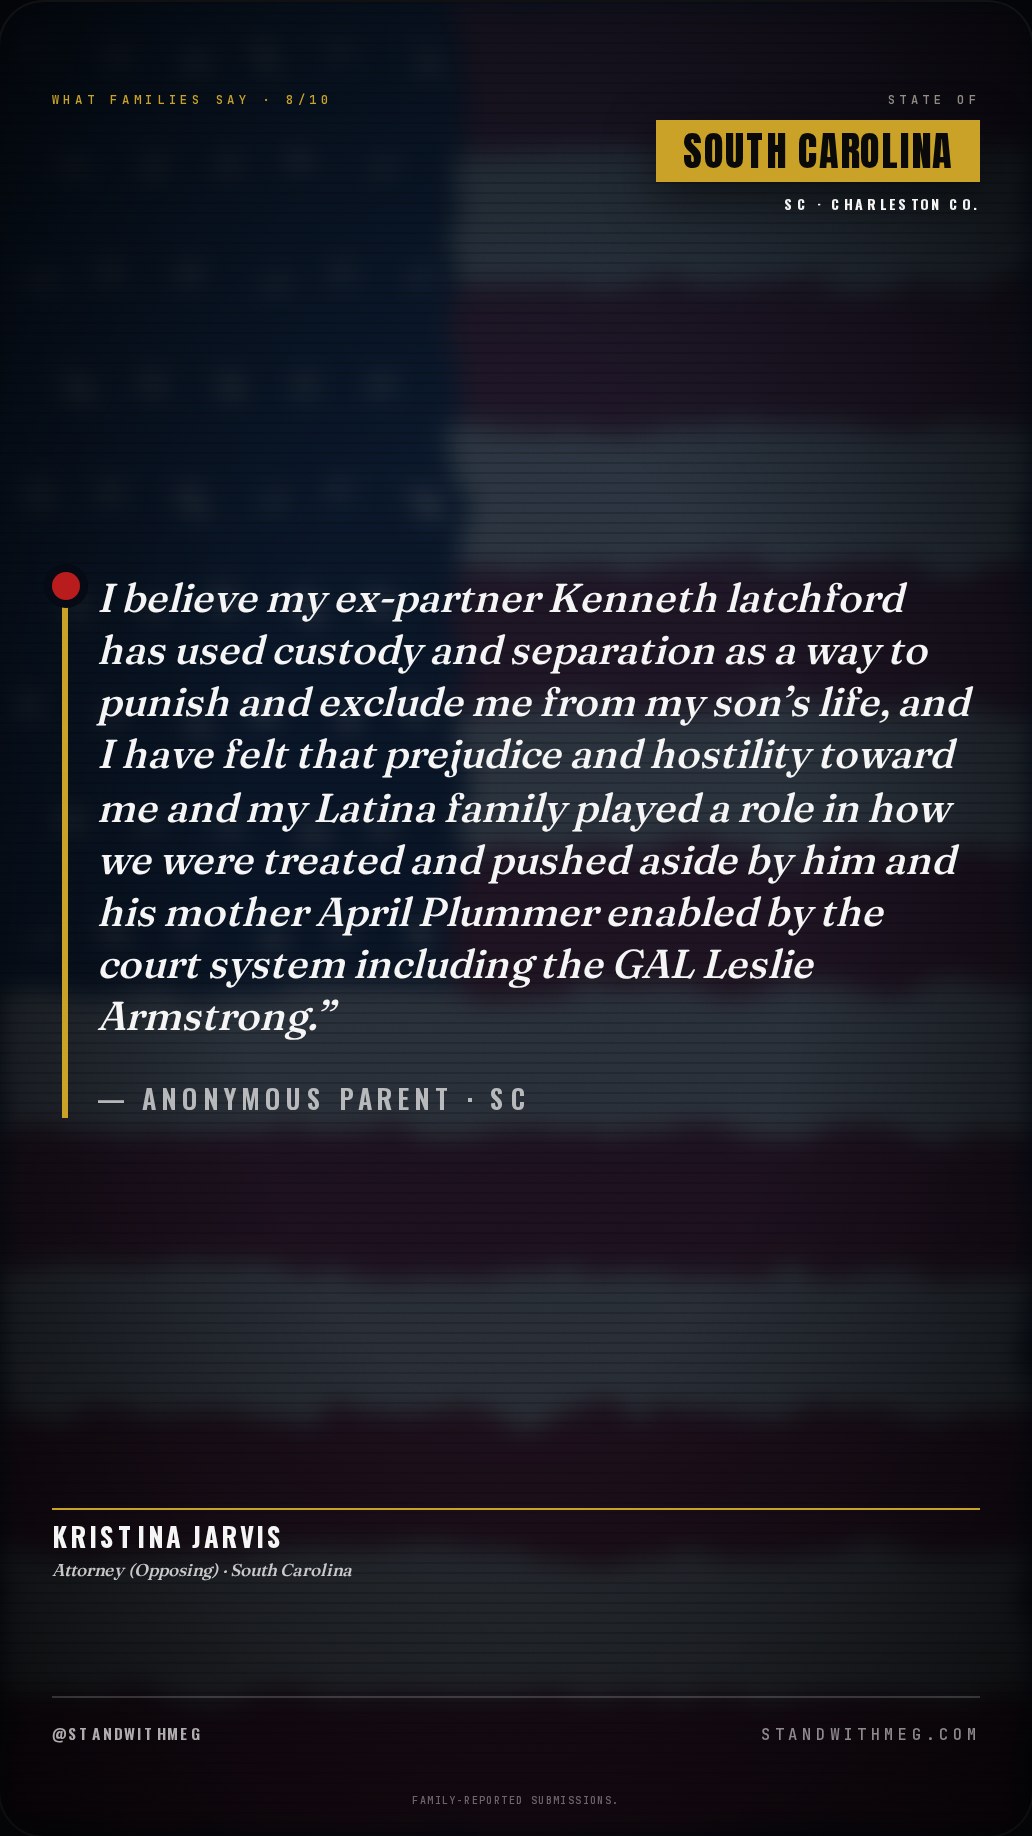 WHAT FAMILIES SAY · 8/10
STATE OF
SOUTH CAROLINA
SC · CHARLESTON CO.
I believe my ex-partner Kenneth latchford
has used custody and separation as a way to
punish and exclude me from my son’s life, and
I have felt that prejudice and hostility toward
me and my Latina family played a role in how
we were treated and pushed aside by him and
his mother April Plummer enabled by the
court system including the GAL Leslie
Armstrong.”
— ANONYMOUS PARENT · SC
KRISTINA JARVIS
Attorney (Opposing) · South Carolina
@STANDWITHMEG
STANDWITHMEG.COM
FAMILY-REPORTED SUBMISSIONS.